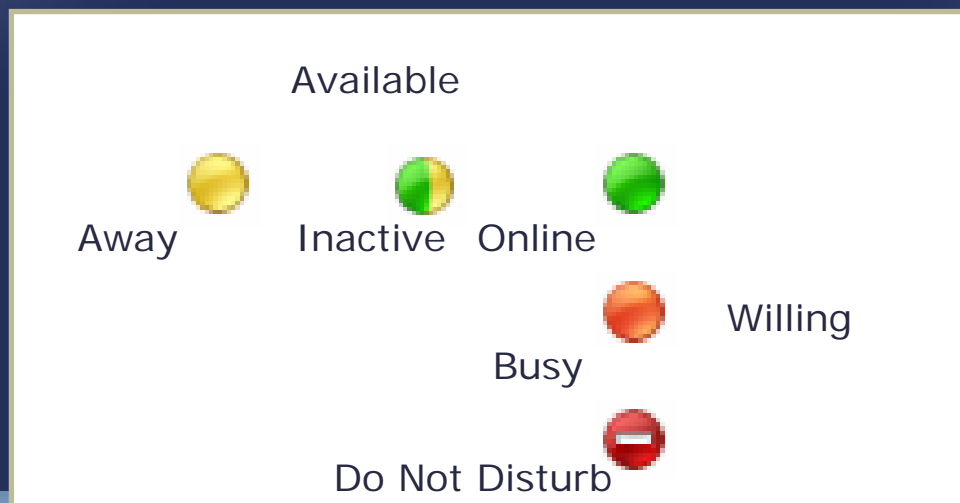 Available
Away
Inactive
Online
Willing
Busy
Do Not Disturb